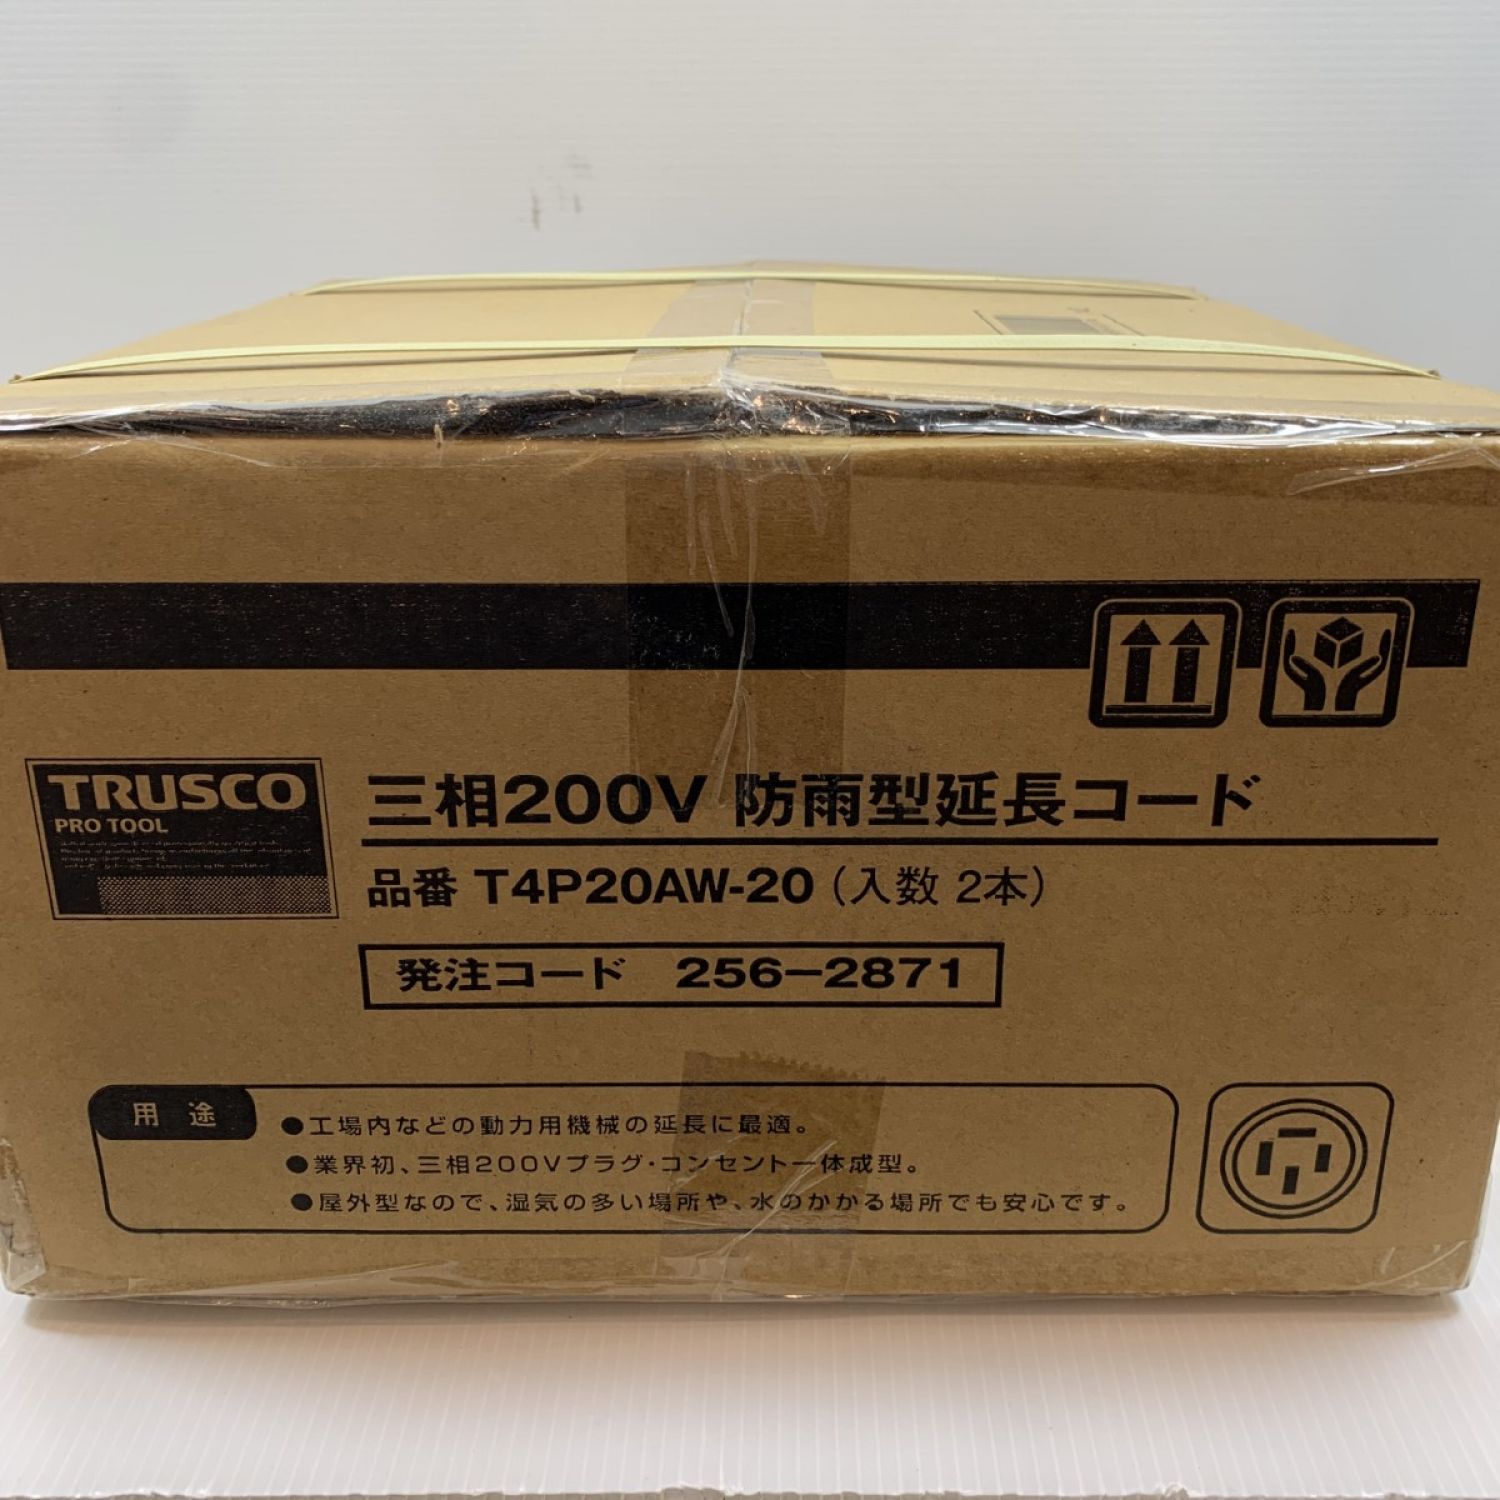 TRUSCO
PRO TOOL
三相200V 防雨型延長コード
品番 T4P20AW-20 (入数 2本)
発注コード 256-2871
用途
●工場内などの動力用機械の延長に最適。
●業界初、三相200Vプラグ・コンセント一体成型。
●屋外型なので、湿気の多い場所や、水のかかる場所でも安心です。